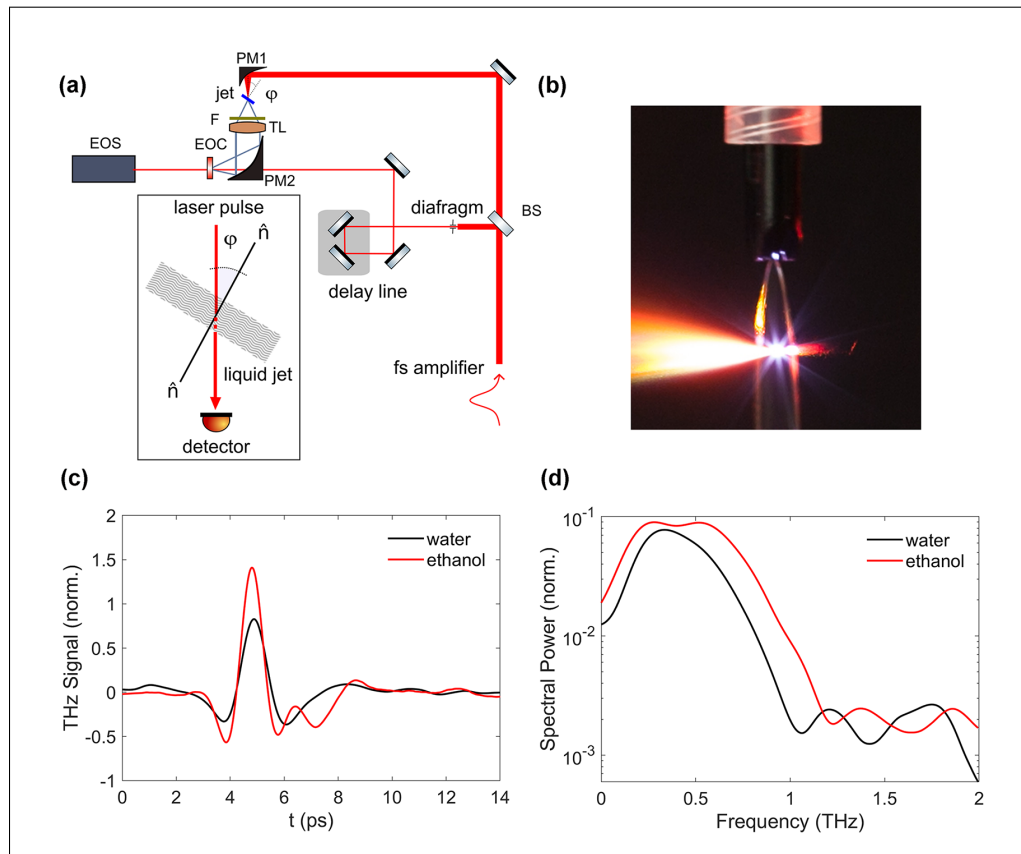 (a)
PM1
jet
φ
F
TL
EOC
EOS
PM2
laser pulse
φ
n̂
liquid jet
n̂
detector
diafragm
BS
delay line
fs amplifier
(b)
(c)
2
1.5
1
0.5
0
-0.5
-1
THz Signal (norm.)
water
ethanol
0 2 4 6 8 10 12 14
t (ps)
(d)
10⁻¹
10⁻²
10⁻³
Spectral Power (norm.)
water
ethanol
0 0.5 1 1.5 2
Frequency (THz)